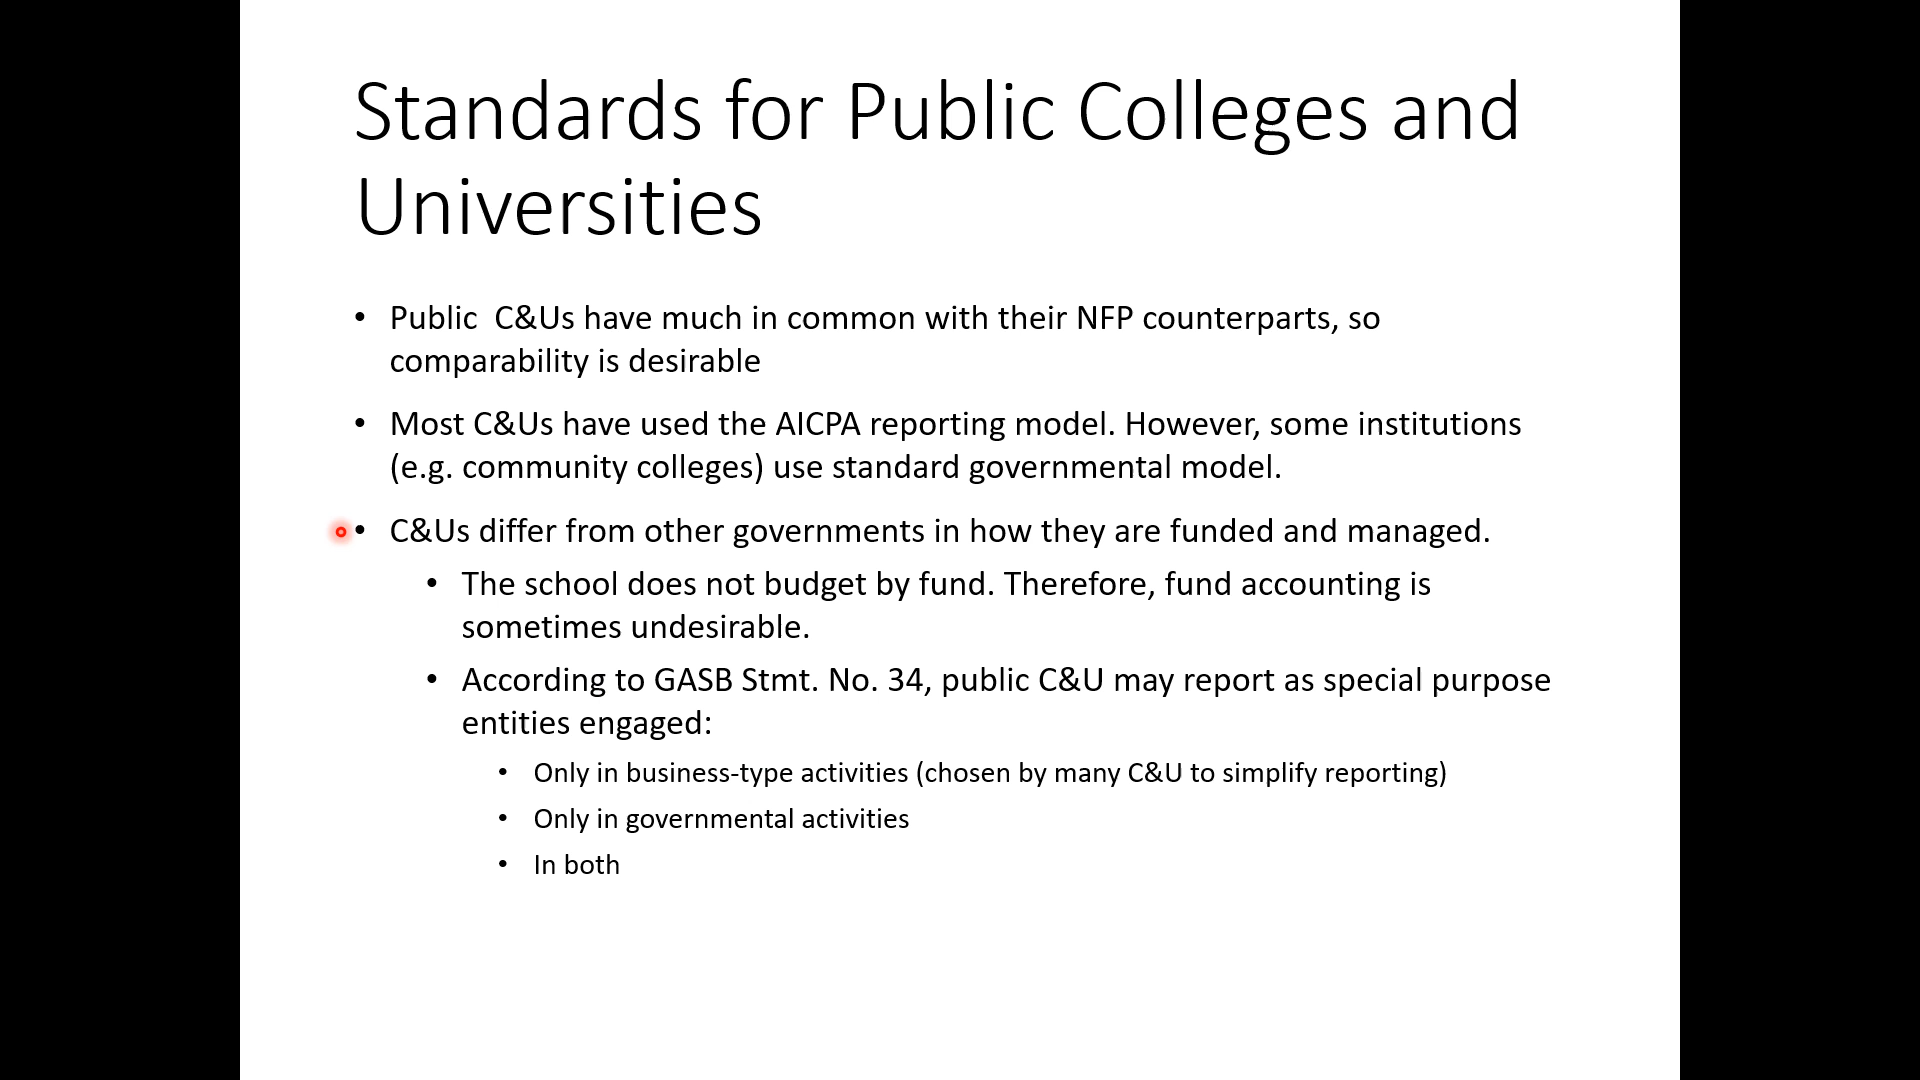 Standards for Public Colleges and
Universities
• Public  C&Us have much in common with their NFP counterparts, so
comparability is desirable
• Most C&Us have used the AICPA reporting model. However, some institutions
(e.g. community colleges) use standard governmental model.
• C&Us differ from other governments in how they are funded and managed.
• The school does not budget by fund. Therefore, fund accounting is
sometimes undesirable.
• According to GASB Stmt. No. 34, public C&U may report as special purpose
entities engaged:
• Only in business-type activities (chosen by many C&U to simplify reporting)
• Only in governmental activities
• In both